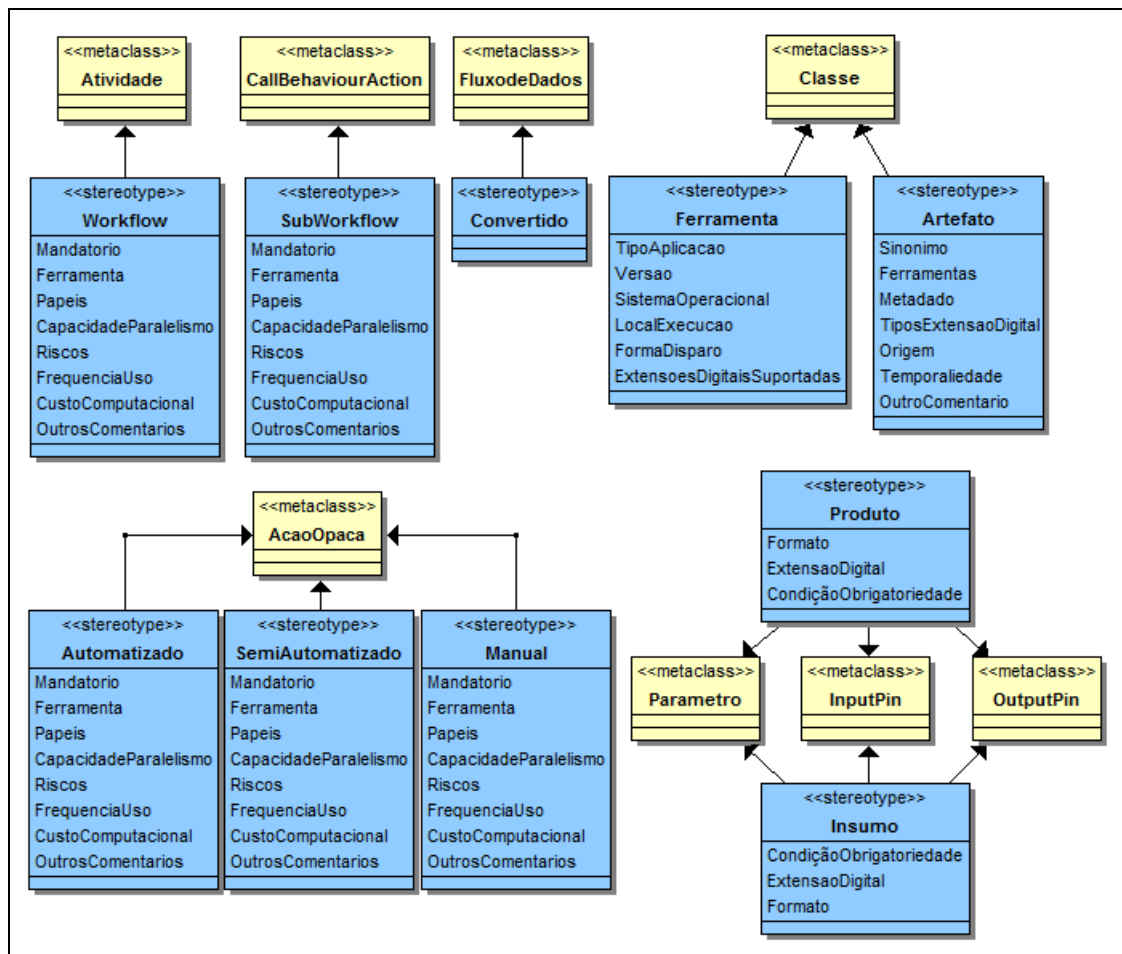 <<metaclass>>
Atividade
<<metaclass>>
CallBehaviourAction
<<metaclass>>
FluxodeDados
<<metaclass>>
Classe
<<stereotype>>
Workflow
Mandatorio
Ferramenta
Papeis
CapacidadeParalelismo
Riscos
FrequenciaUso
CustoComputacional
OutrosComentarios
<<stereotype>>
SubWorkflow
Mandatorio
Ferramenta
Papeis
CapacidadeParalelismo
Riscos
FrequenciaUso
CustoComputacional
OutrosComentarios
<<stereotype>>
Convertido
<<stereotype>>
Ferramenta
TipoAplicacao
Versao
SistemaOperacional
LocalExecucao
FormaDisparo
ExtensoesDigitaisSuportadas
<<stereotype>>
Artefato
Sinonimo
Ferramentas
Metadado
TiposExtensaoDigital
Origem
Temporaliedade
OutroComentario
<<metaclass>>
AcaoOpaca
<<stereotype>>
Automatizado
Mandatorio
Ferramenta
Papeis
CapacidadeParalelismo
Riscos
FrequenciaUso
CustoComputacional
OutrosComentarios
<<stereotype>>
SemiAutomatizado
Mandatorio
Ferramenta
Papeis
CapacidadeParalelismo
Riscos
FrequenciaUso
CustoComputacional
OutrosComentarios
<<stereotype>>
Manual
Mandatorio
Ferramenta
Papeis
CapacidadeParalelismo
Riscos
FrequenciaUso
CustoComputacional
OutrosComentarios
<<stereotype>>
Produto
Formato
ExtensaoDigital
CondiçãoObrigatoriedade
<<metaclass>>
Parametro
<<metaclass>>
InputPin
<<metaclass>>
OutputPin
<<stereotype>>
Insumo
CondiçãoObrigatoriedade
ExtensaoDigital
Formato